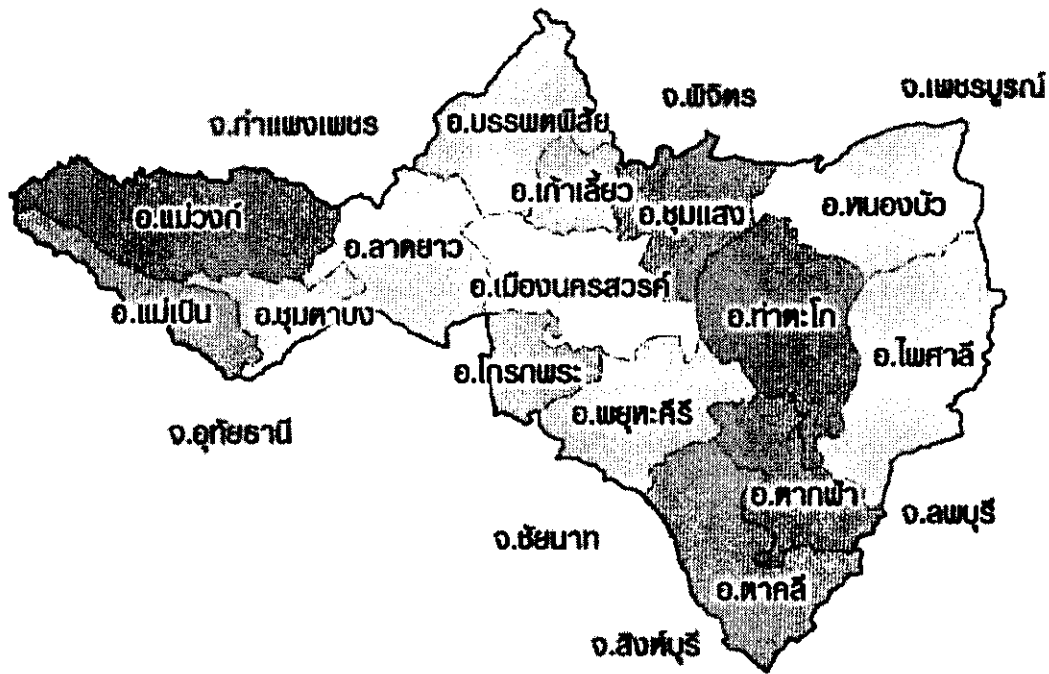 จ.เพชรบูรณ์
จ.พิจิตร
จ.กำแพงเพชร
อ.บรรพตพิสัย
อ.เก้าเลี้ยว
อ.ชุมแสง
อ.หนองบัว
อ.แม่วงก์
อ.ลาดยาว
อ.เมืองนครสวรค์
อ.แม่เปิน
อ.ชุมตาบง
อ.ท่าตะโก
อ.ไพศาลี
อ.โกรกพระ
อ.พยุหะคีรี
จ.อุทัยธานี
อ.ตากฟ้า
จ.ลพบุรี
จ.ชัยนาท
อ.ตาคลี
จ.สิงห์บุรี